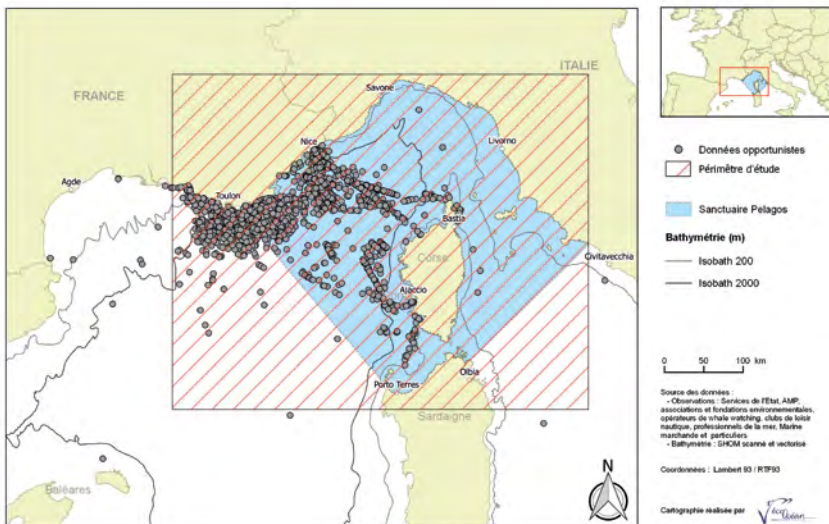 FRANCE
ITALIE
Savone
Nice
Livorno
Agde
Toulon
Bastia
Corse
Civitavecchia
Ajaccio
Olbia
Porto Terres
Sardaigne
Baléares
N
Données opportunistes
Périmètre d'étude
Sanctuaire Pelagos
Bathymétrie (m)
Isobath 200
Isobath 2000
0 50 100 km
Source des données :
- Observations : Services de l'Etat, AMP,
associations et fondations environnementales,
opérateurs de whale watching, clubs de loisir
nautique, professionnels de la mer, Marine
marchande et particuliers
- Bathymétrie : SHOM scanné et vectorisé
Coordonnées : Lambert 93 / RTF93
Cartographie réalisée par
éco Océan